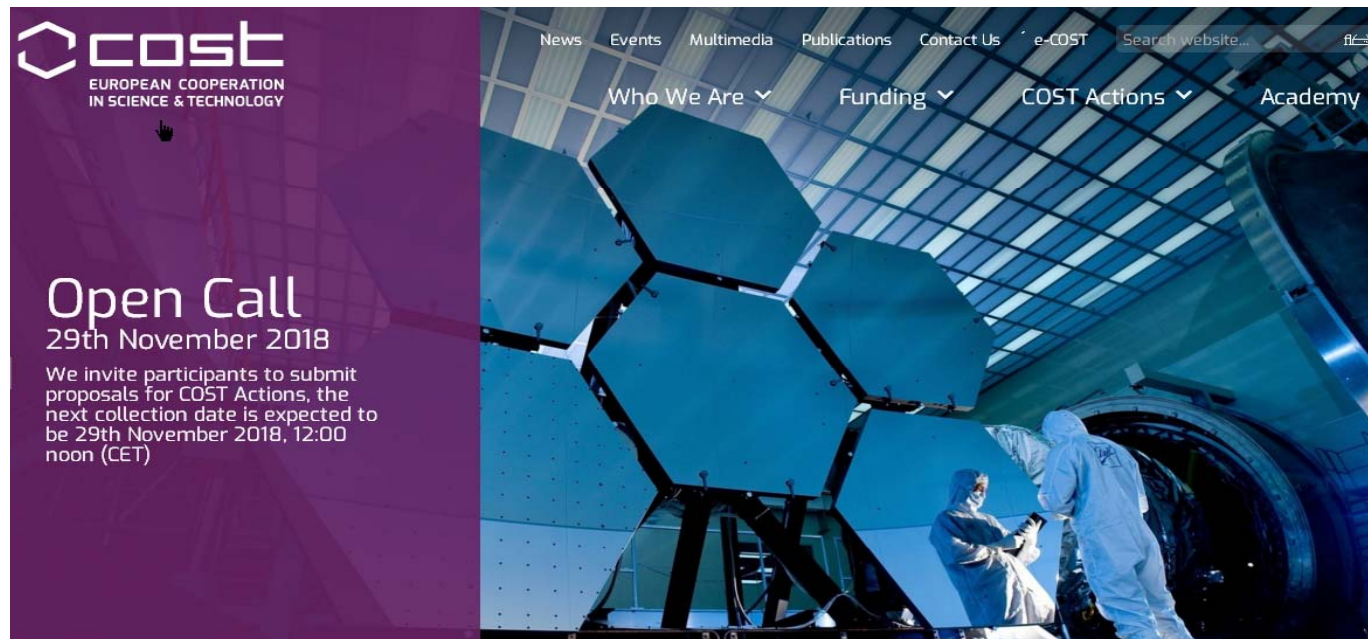 cost
EUROPEAN COOPERATION
IN SCIENCE & TECHNOLOGY
News Events Multimedia Publications Contact Us e-COST Search website...
Who We Are Funding COST Actions Academy
Open Call
29th November 2018
We invite participants to submit
proposals for COST Actions, the
next collection date is expected to
be 29th November 2018, 12:00
noon (CET)